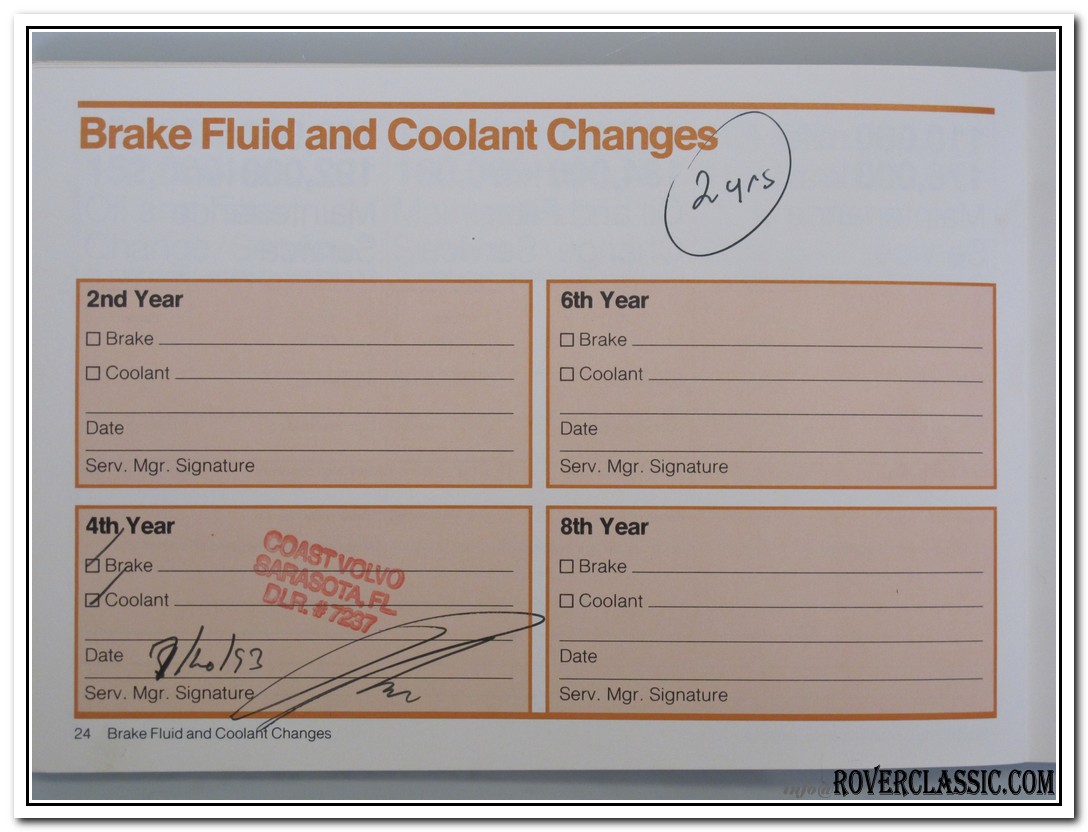 Brake Fluid and Coolant Changes
2 yrs
2nd Year
Brake
Coolant
Date
Serv. Mgr. Signature
6th Year
Brake
Coolant
Date
Serv. Mgr. Signature
4th Year
Brake
Coolant
COAST VOLVO
SARASOTA, FL
DLR. # 7237
Date
Serv. Mgr. Signature
8th Year
Brake
Coolant
Date
Serv. Mgr. Signature
24 Brake Fluid and Coolant Changes
ROVERCLASSIC.COM